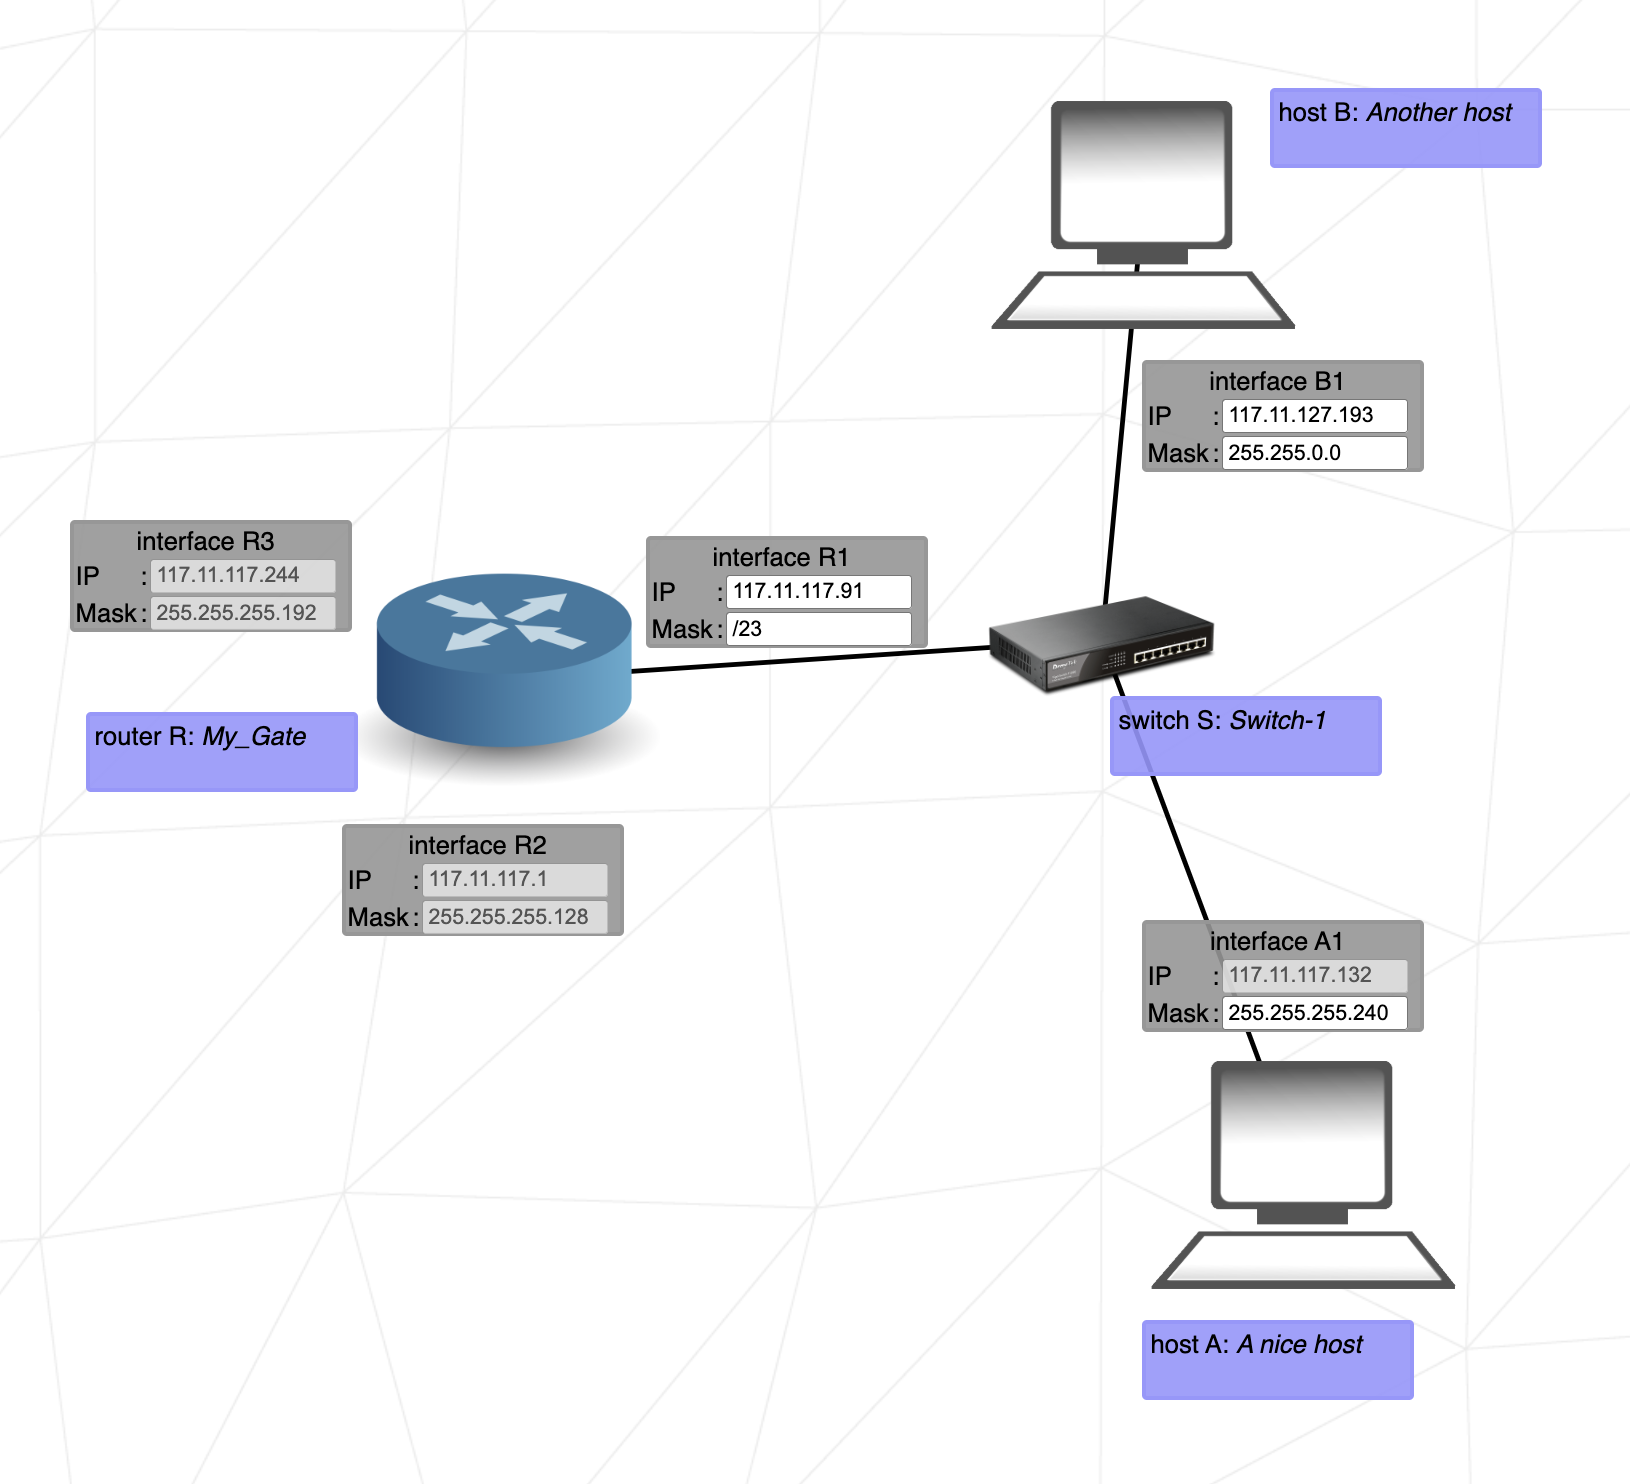 host B: Another host
interface B1
IP : 117.11.127.193
Mask : 255.255.0.0
interface R3
IP : 117.11.117.244
Mask : 255.255.255.192
interface R1
IP : 117.11.117.91
Mask : /23
router R: My_Gate
switch S: Switch-1
interface R2
IP : 117.11.117.1
Mask : 255.255.255.128
interface A1
IP : 117.11.117.132
Mask : 255.255.255.240
host A: A nice host